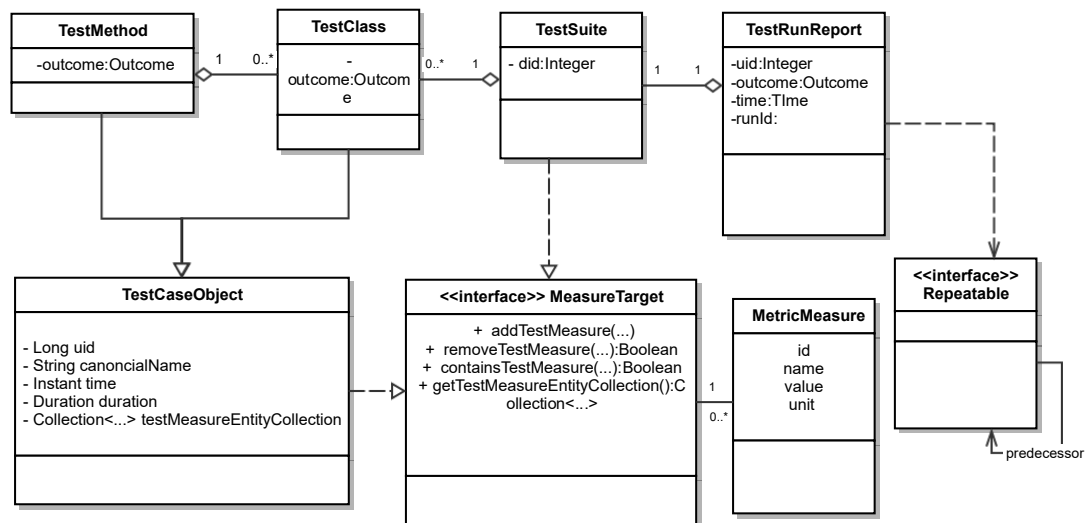 TestMethod
-outcome:Outcome
1
0..*
TestClass
-
outcome:Outcom
e
0..*
1
TestSuite
- did:Integer
1
1
TestRunReport
-uid:Integer
-outcome:Outcome
-time:TIme
-runId:
TestCaseObject
- Long uid
- String canoncialName
- Instant time
- Duration duration
- Collection<...> testMeasureEntityCollection
<<interface>> MeasureTarget
+ addTestMeasure(...)
+ removeTestMeasure(...):Boolean
+ containsTestMeasure(...):Boolean
+ getTestMeasureEntityCollection():C
ollection<...>
1
0..*
MetricMeasure
id
name
value
unit
<<interface>>
Repeatable
predecessor